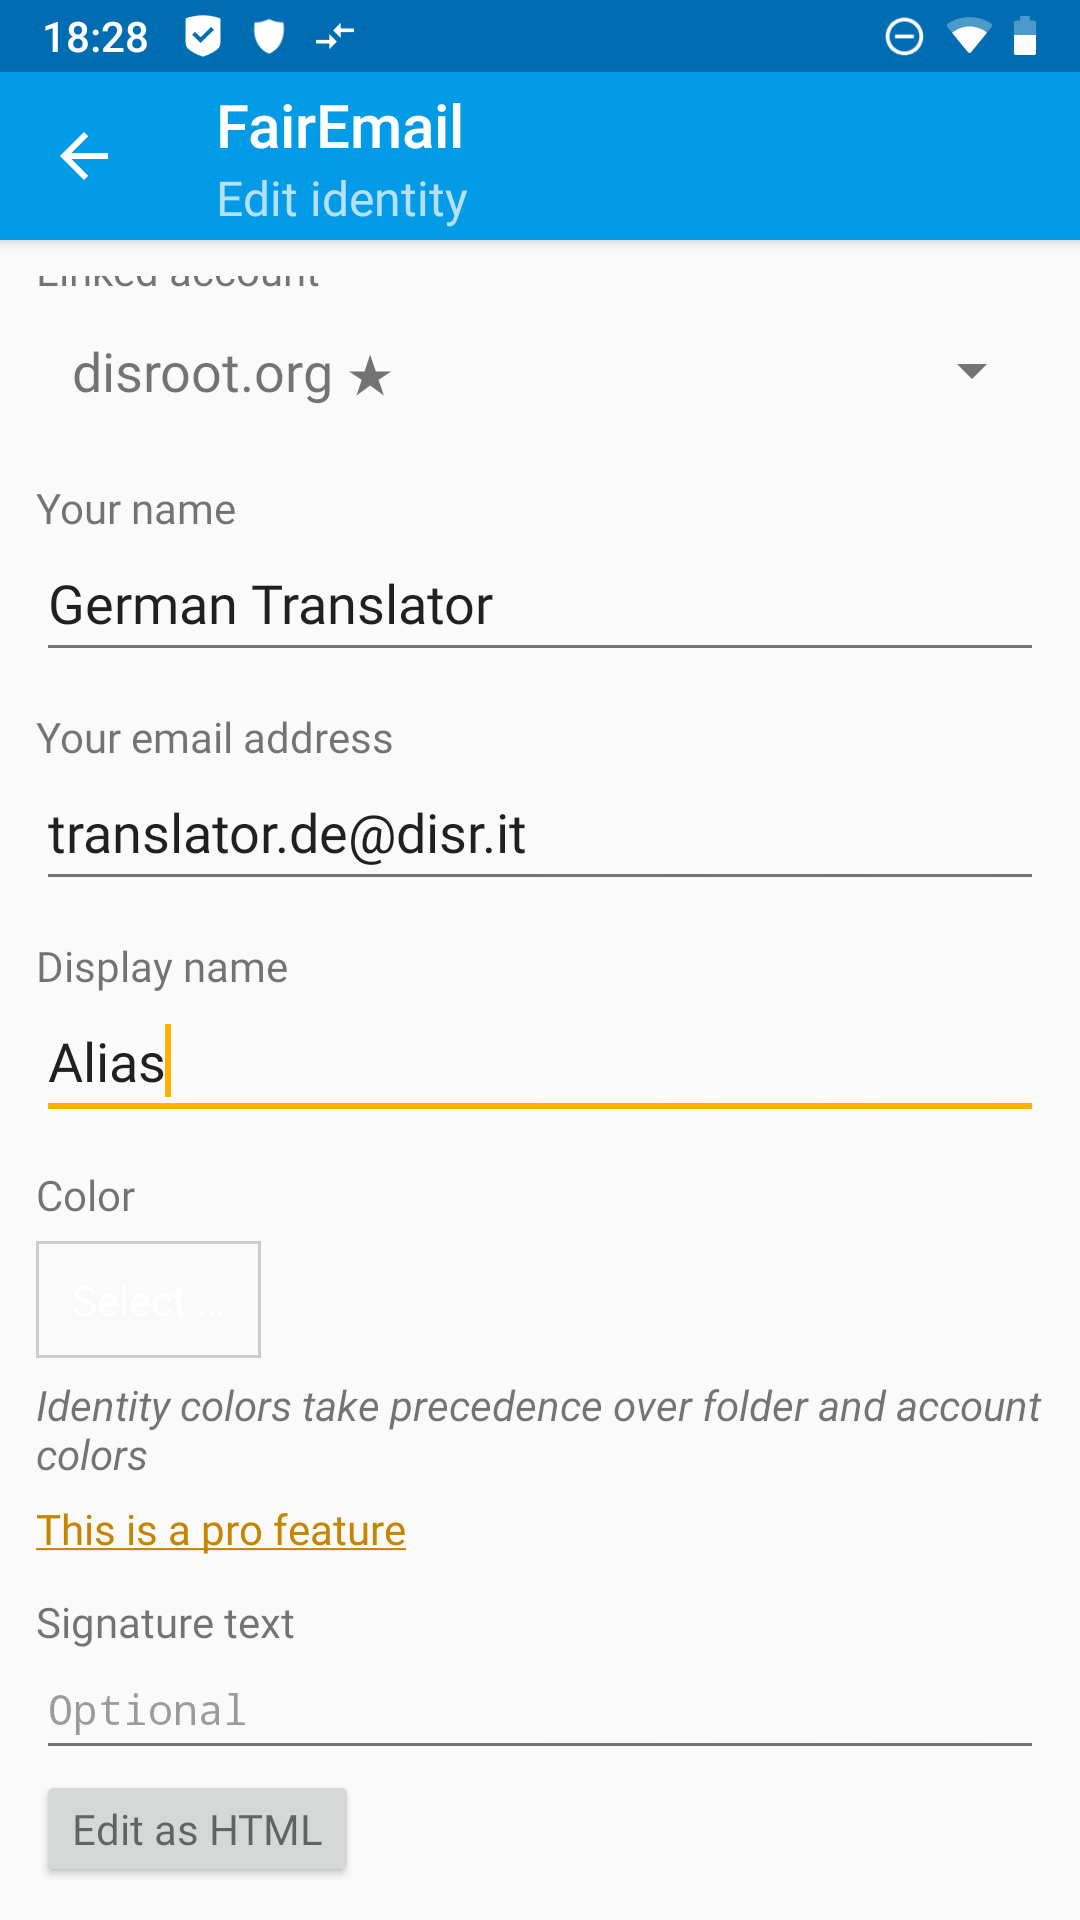 18:28
FairEmail
Edit identity
Linked account
disroot.org ★
Your name
German Translator
Your email address
translator.de@disr.it
Display name
Alias
Color
Select ...
Identity colors take precedence over folder and account
colors
This is a pro feature
Signature text
Optional
Edit as HTML